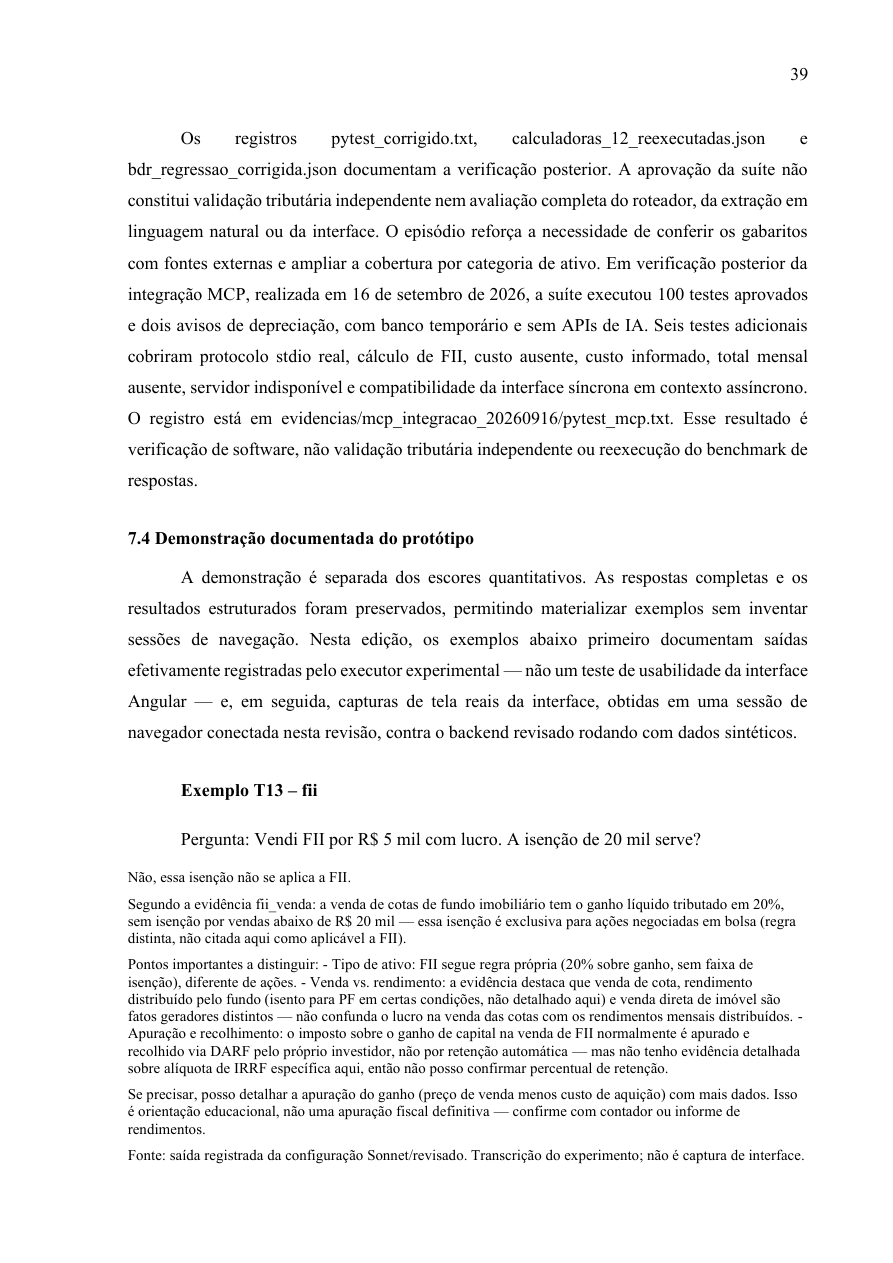 39
Os registros pytest_corrigido.txt, calculadoras_12_reexecutadas.json e
bdr_regressao_corrigida.json documentam a verificação posterior. A aprovação da suíte não
constitui validação tributária independente nem avaliação completa do roteador, da extração em
linguagem natural ou da interface. O episódio reforça a necessidade de conferir os gabaritos
com fontes externas e ampliar a cobertura por categoria de ativo. Em verificação posterior da
integração MCP, realizada em 16 de setembro de 2026, a suíte executou 100 testes aprovados
e dois avisos de depreciação, com banco temporário e sem APIs de IA. Seis testes adicionais
cobriram protocolo stdio real, cálculo de FII, custo ausente, custo informado, total mensal
ausente, servidor indisponível e compatibilidade da interface síncrona em contexto assíncrono.
O registro está em evidencias/mcp_integracao_20260916/pytest_mcp.txt. Esse resultado é
verificação de software, não validação tributária independente ou reexecução do benchmark de
respostas.
7.4 Demonstração documentada do protótipo
A demonstração é separada dos escores quantitativos. As respostas completas e os
resultados estruturados foram preservados, permitindo materializar exemplos sem inventar
sessões de navegação. Nesta edição, os exemplos abaixo primeiro documentam saídas
efetivamente registradas pelo executor experimental — não um teste de usabilidade da interface
Angular — e, em seguida, capturas de tela reais da interface, obtidas em uma sessão de
navegador conectada nesta revisão, contra o backend revisado rodando com dados sintéticos.
Exemplo T13 – fii
Pergunta: Vendi FII por R$ 5 mil com lucro. A isenção de 20 mil serve?
Não, essa isenção não se aplica a FII.
Segundo a evidência fii_venda: a venda de cotas de fundo imobiliário tem o ganho líquido tributado em 20%,
sem isenção por vendas abaixo de R$ 20 mil — essa isenção é exclusiva para ações negociadas em bolsa (regra
distinta, não citada aqui como aplicável a FII).
Pontos importantes a distinguir: - Tipo de ativo: FII segue regra própria (20% sobre ganho, sem faixa de
isenção), diferente de ações. - Venda vs. rendimento: a evidência destaca que venda de cota, rendimento
distribuído pelo fundo (isento para PF em certas condições, não detalhado aqui) e venda direta de imóvel são
fatos geradores distintos — não confunda o lucro na venda das cotas com os rendimentos mensais distribuídos. -
Apuração e recolhimento: o imposto sobre o ganho de capital na venda de FII normalmente é apurado e
recolhido via DARF pelo próprio investidor, não por retenção automática — mas não tenho evidência detalhada
sobre alíquota de IRRF específica aqui, então não posso confirmar percentual de retenção.
Se precisar, posso detalhar a apuração do ganho (preço de venda menos custo de aquição) com mais dados. Isso
é orientação educacional, não uma apuração fiscal definitiva — confirme com contador ou informe de
rendimentos.
Fonte: saída registrada da configuração Sonnet/revisado. Transcrição do experimento; não é captura de interface.